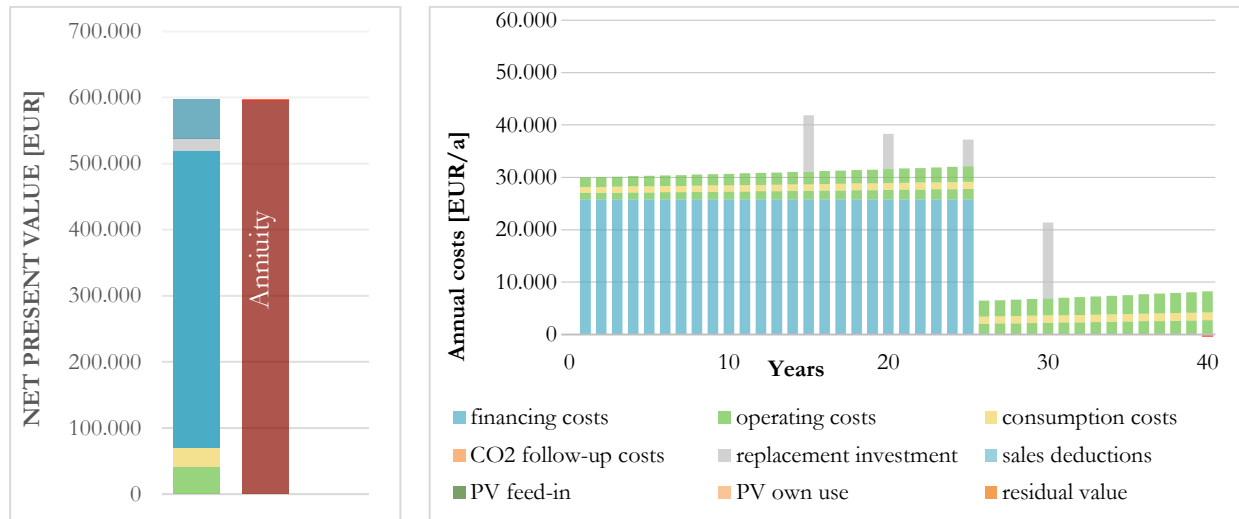 700.000
600.000
500.000
400.000
300.000
200.000
100.000
0
NET PRESENT VALUE [EUR]
Anniuity
60.000
50.000
40.000
30.000
20.000
10.000
0
Annual costs [EUR/a]
0 10 20 30 40
Years
financing costs operating costs consumption costs
CO2 follow-up costs replacement investment sales deductions
PV feed-in PV own use residual value